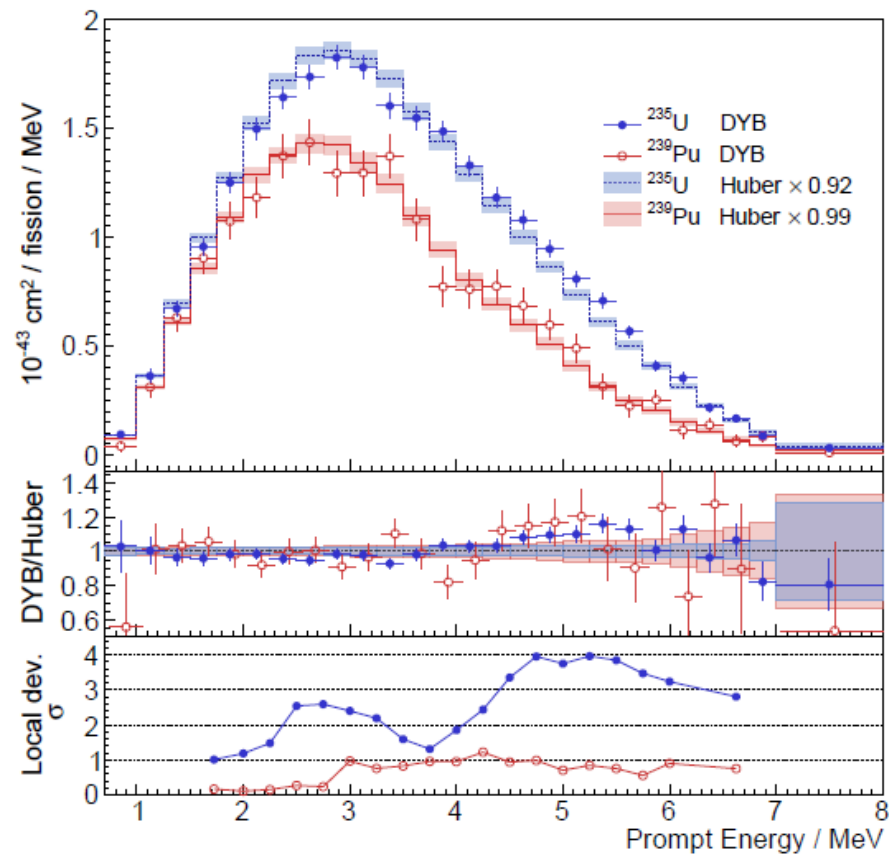 2
1.5
1
0.5
0
10⁻⁴³ cm² / fission / MeV
²³⁵U DYB
²³⁹Pu DYB
²³⁵U Huber × 0.92
²³⁹Pu Huber × 0.99
1.4
1.2
1
0.8
0.6
DYB/Huber
4
3
2
1
0
Local dev.
σ
1 2 3 4 5 6 7 8
Prompt Energy / MeV